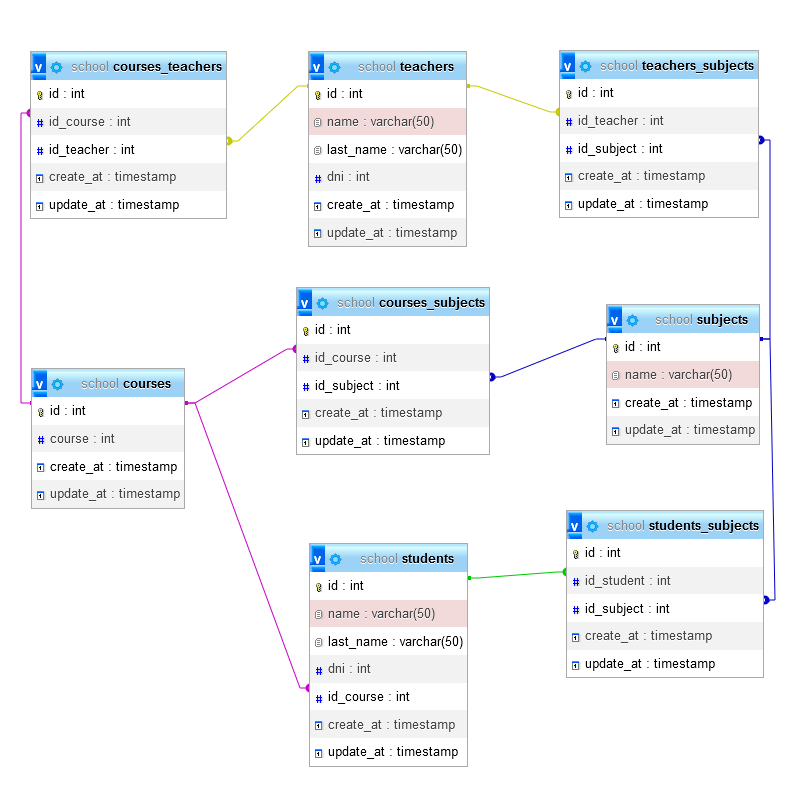 v school courses_teachers
id : int
id_course : int
id_teacher : int
create_at : timestamp
update_at : timestamp
v school teachers
id : int
name : varchar(50)
last_name : varchar(50)
dni : int
create_at : timestamp
update_at : timestamp
v school teachers_subjects
id : int
id_teacher : int
id_subject : int
create_at : timestamp
update_at : timestamp
v school courses_subjects
id : int
id_course : int
id_subject : int
create_at : timestamp
update_at : timestamp
v school subjects
id : int
name : varchar(50)
create_at : timestamp
update_at : timestamp
v school courses
id : int
course : int
create_at : timestamp
update_at : timestamp
v school students
id : int
name : varchar(50)
last_name : varchar(50)
dni : int
id_course : int
create_at : timestamp
update_at : timestamp
v school students_subjects
id : int
id_student : int
id_subject : int
create_at : timestamp
update_at : timestamp